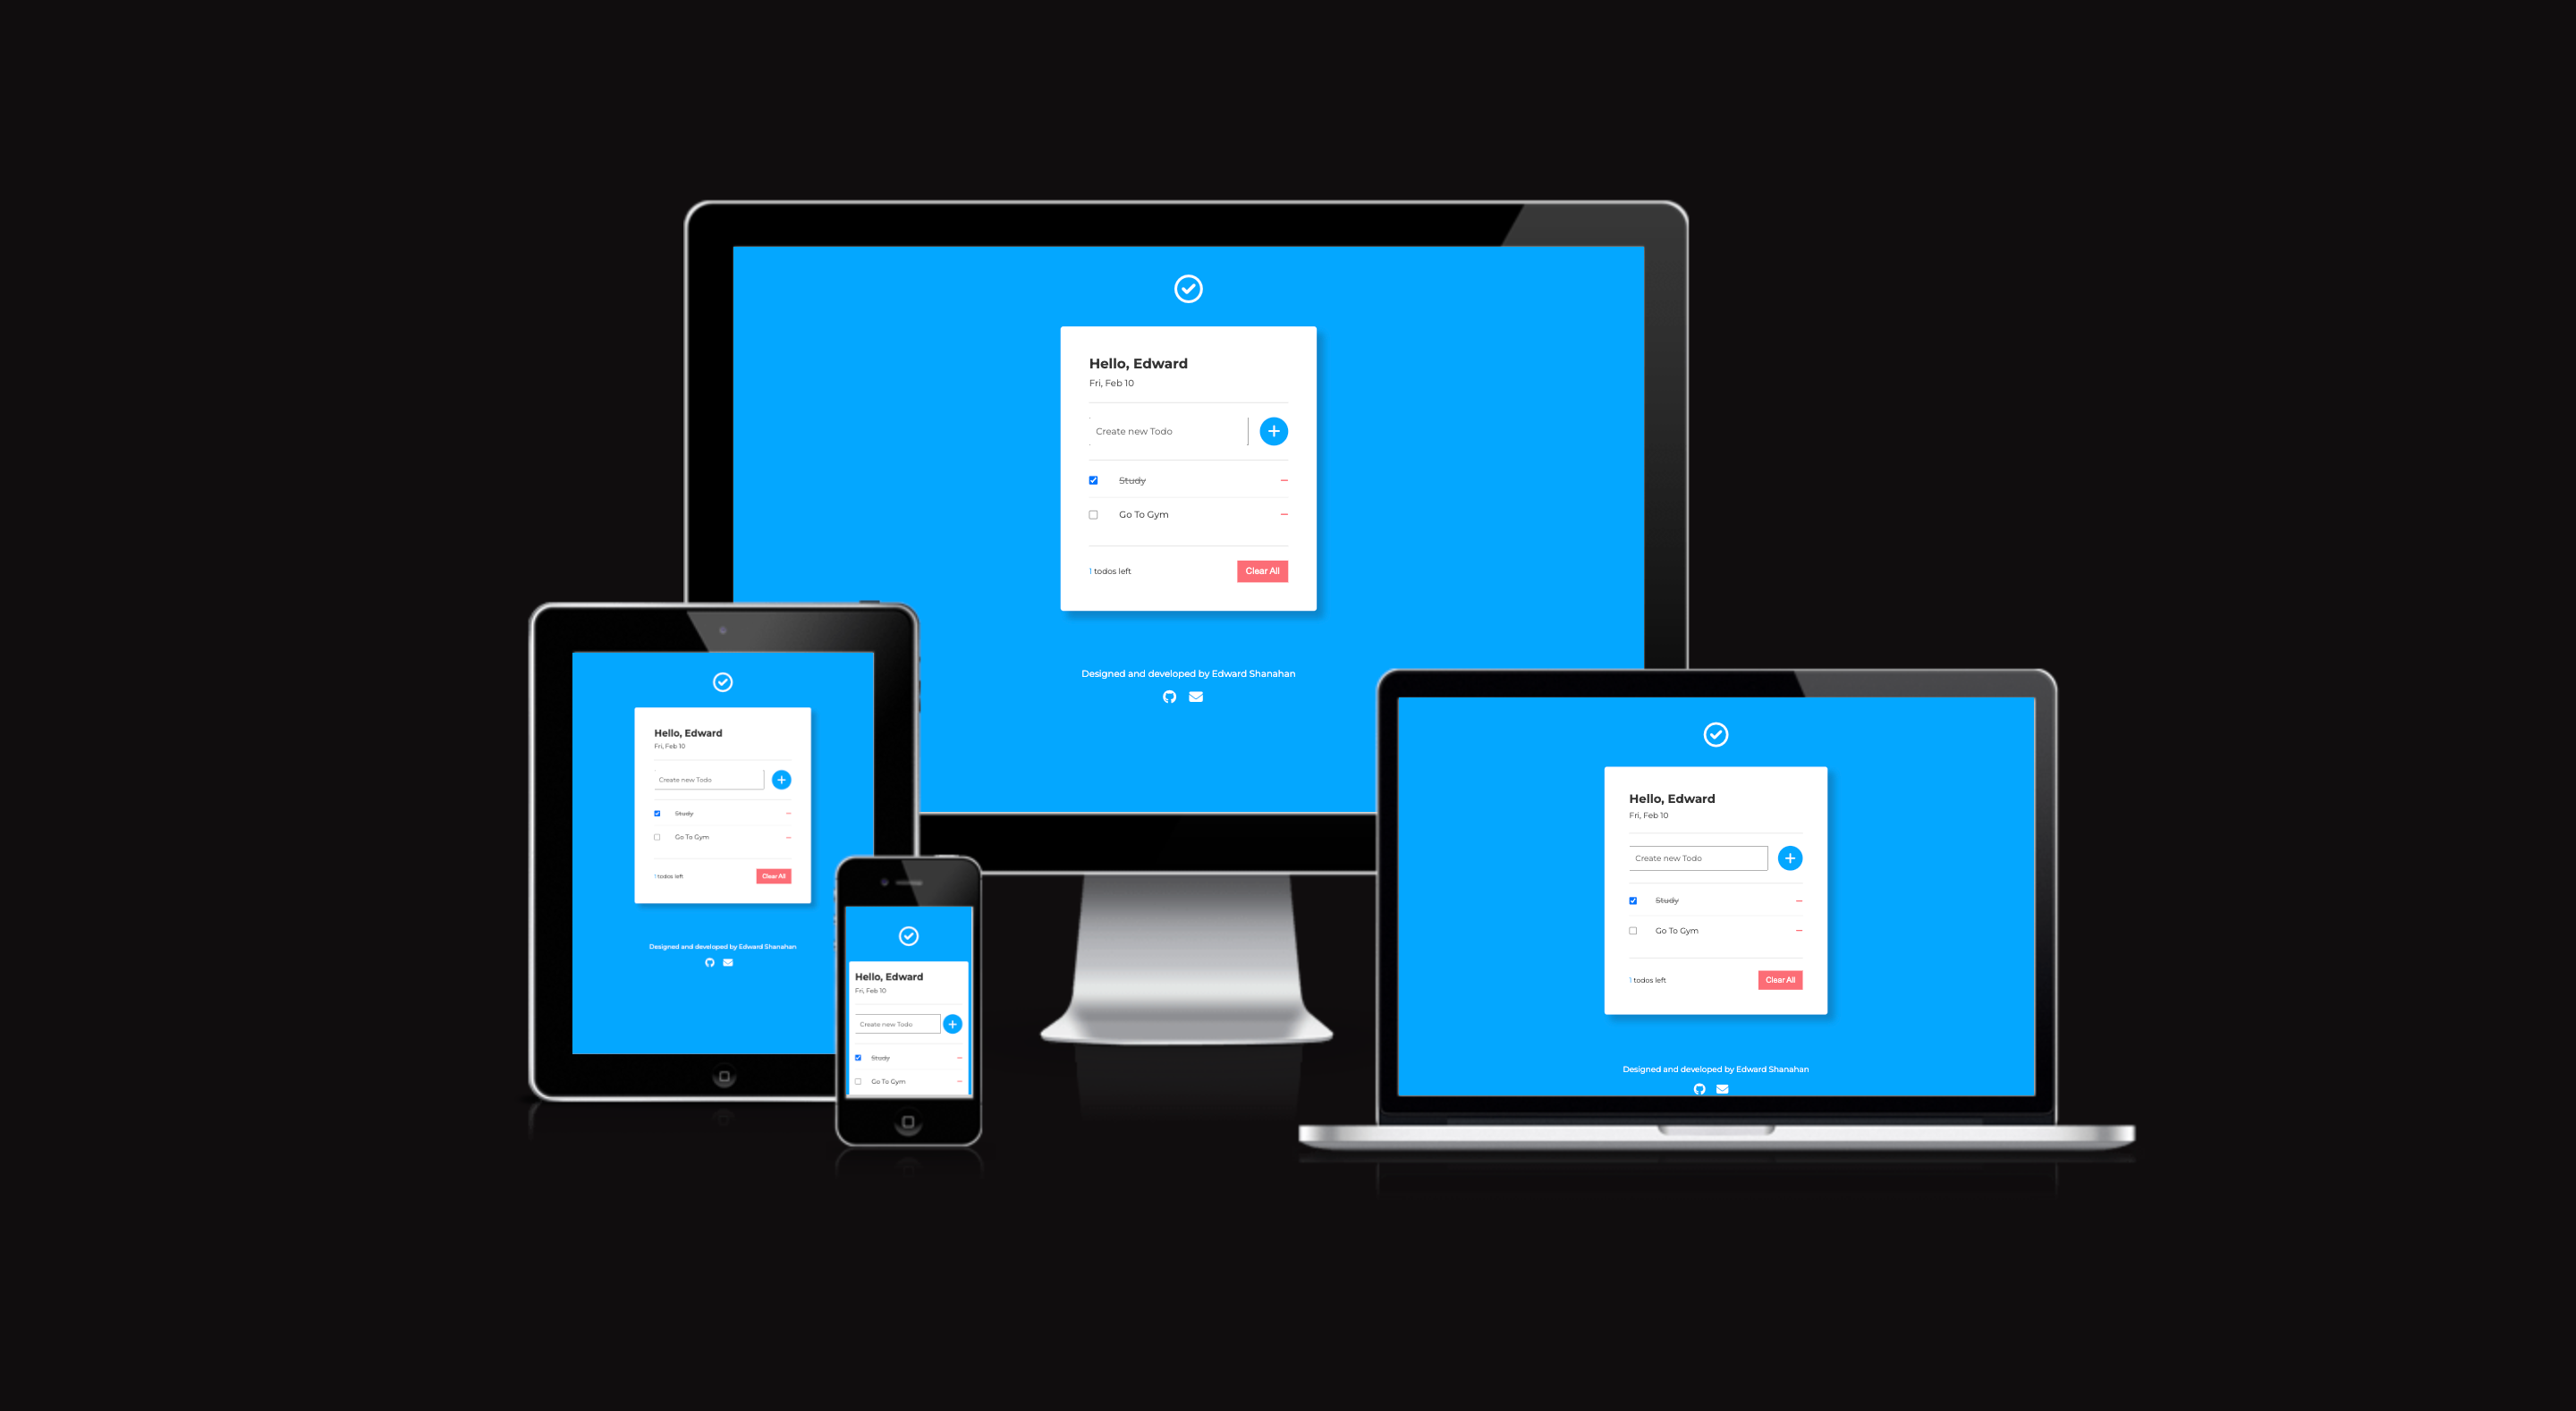 Hello, Edward
Fri, Feb 10
Create new Todo
Study
Go To Gym
1 todos left
Clear All
Designed and developed by Edward Shanahan
Hello, Edward
Fri, Feb 10
Create new Todo
Study
Go To Gym
1 todos left
Clear All
Designed and developed by Edward Shanahan
Hello, Edward
Fri, Feb 10
Create new Todo
Study
Go To Gym
Hello, Edward
Fri, Feb 10
Create new Todo
Study
Go To Gym
1 todos left
Clear All
Designed and developed by Edward Shanahan